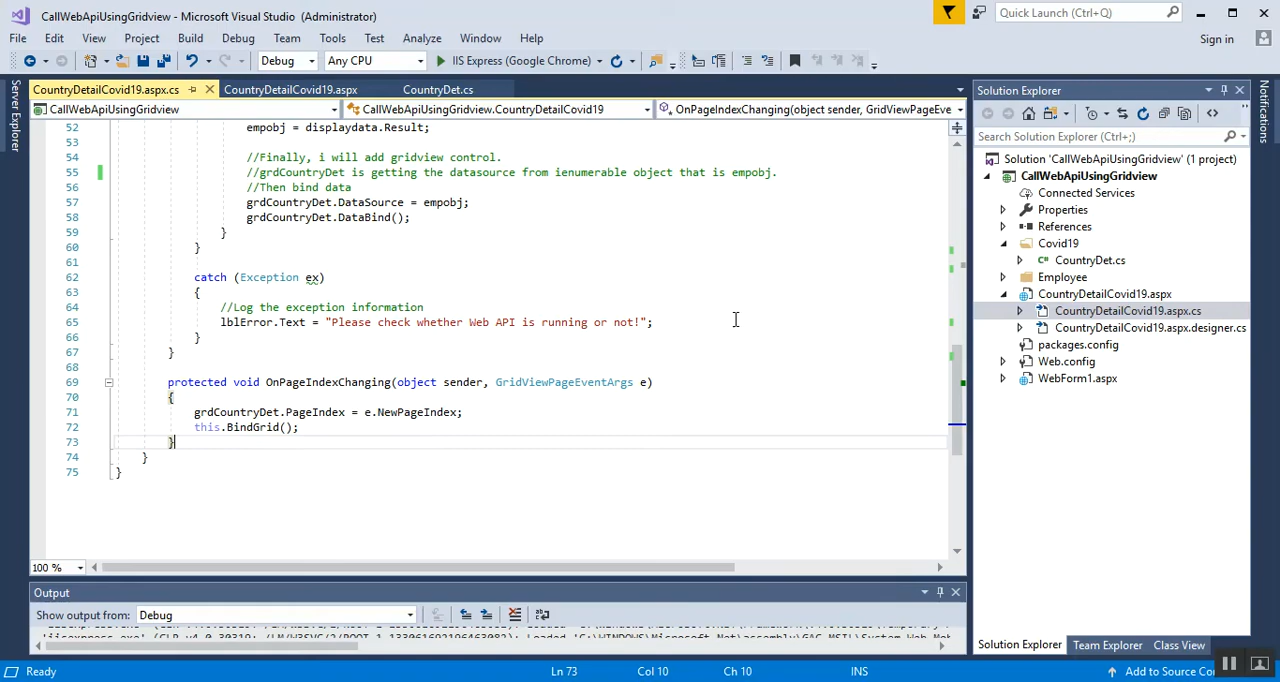 CallWebApiUsingGridview - Microsoft Visual Studio (Administrator)
Quick Launch (Ctrl+Q)
File Edit View Project Build Debug Team Tools Test Analyze Window Help
Sign in
Debug Any CPU IIS Express (Google Chrome)
CountryDetailCovid19.aspx.cs CountryDetailCovid19.aspx CountryDet.cs
CallWebApiUsingGridview CallWebApiUsingGridview.CountryDetailCovid19 OnPageIndexChanging(object sender, GridViewPageEve
Server Explorer
52 empobj = displaydata.Result;
53
54 //Finally, i will add gridview control.
55 //grdCountryDet is getting the datasource from ienumerable object that is empobj.
56 //Then bind data
57 grdCountryDet.DataSource = empobj;
58 grdCountryDet.DataBind();
59 }
60 }
61
62 catch (Exception ex)
63 {
64 //Log the exception information
65 lblError.Text = "Please check whether Web API is running or not!";
66 }
67 }
68
69 protected void OnPageIndexChanging(object sender, GridViewPageEventArgs e)
70 {
71 grdCountryDet.PageIndex = e.NewPageIndex;
72 this.BindGrid();
73 }
74 }
75 }
100 %
Output
Show output from: Debug
Solution Explorer
Search Solution Explorer (Ctrl+;)
Solution 'CallWebApiUsingGridview' (1 project)
CallWebApiUsingGridview
Connected Services
Properties
References
Covid19
CountryDet.cs
Employee
CountryDetailCovid19.aspx
CountryDetailCovid19.aspx.cs
CountryDetailCovid19.aspx.designer.cs
packages.config
Web.config
WebForm1.aspx
Solution Explorer Team Explorer Class View
Notifications
Ready Ln 73 Col 10 Ch 10 INS Add to Source Co